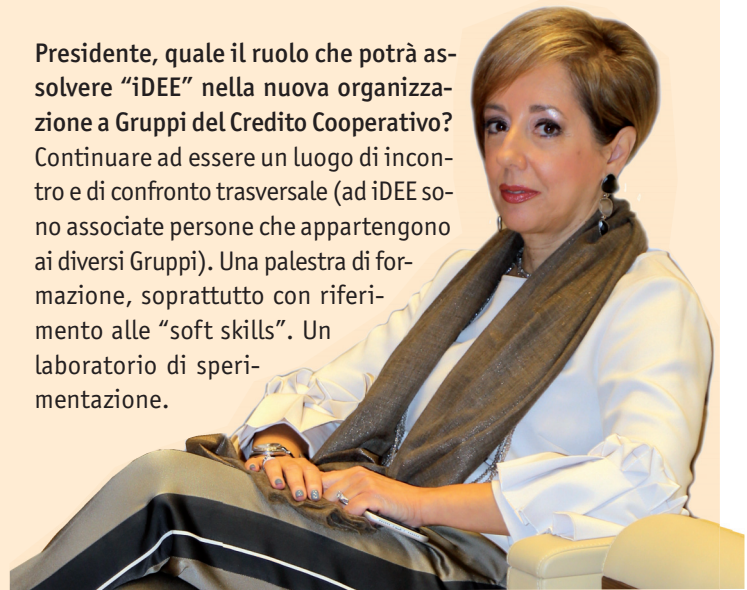 Presidente, quale il ruolo che potrà as-
solvere “iDEE” nella nuova organizza-
zione a Gruppi del Credito Cooperativo?
Continuare ad essere un luogo di incon-
tro e di confronto trasversale (ad iDEE so-
no associate persone che appartengono
ai diversi Gruppi). Una palestra di for-
mazione, soprattutto con riferi-
mento alle “soft skills”. Un
laboratorio di speri-
mentazione.